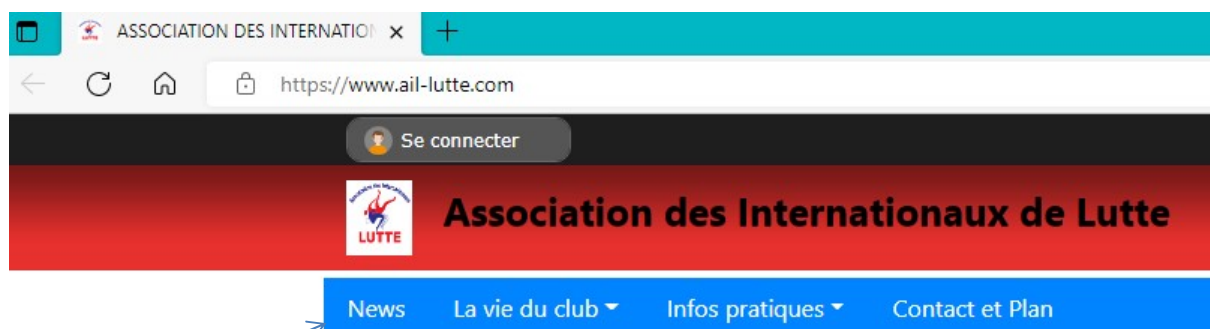 ASSOCIATION DES INTERNATION
https://www.ail-lutte.com
Se connecter
LUTTE
Association des Internationaux de Lutte
News La vie du club Infos pratiques Contact et Plan